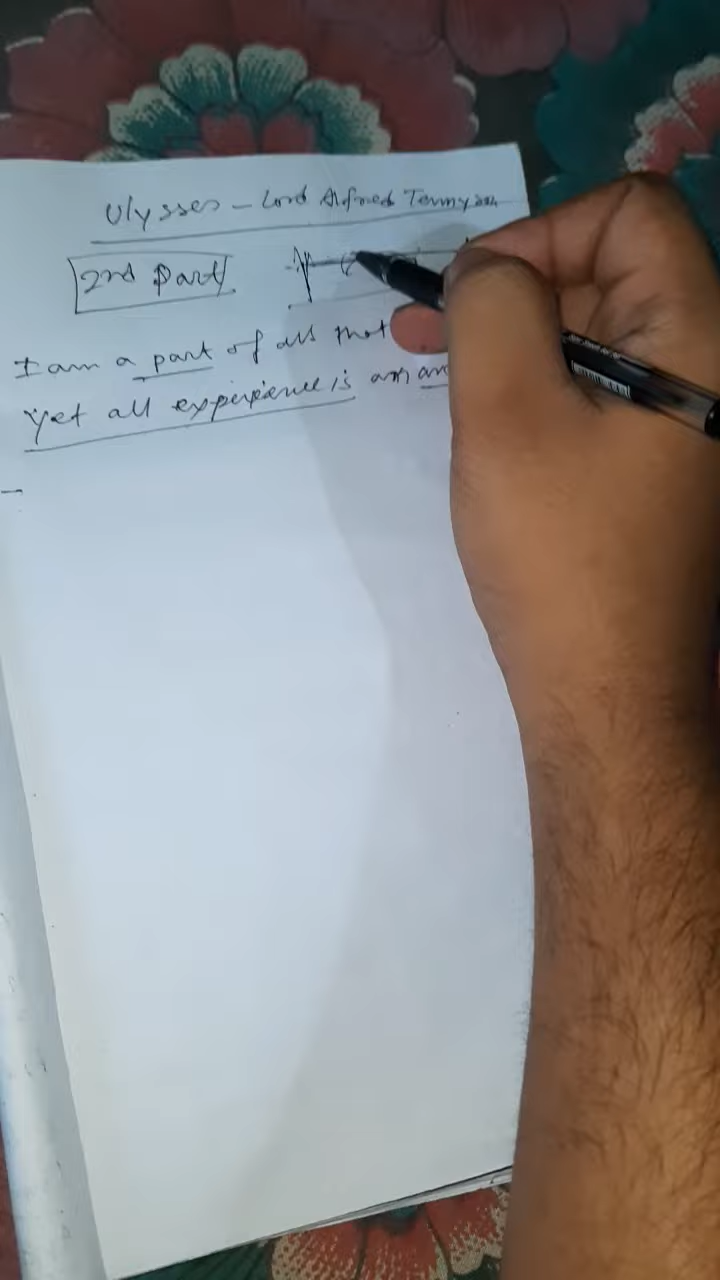 Ulysses - Lord Alfred Tennyson
2nd Part
I am a part of all that
Yet all experience is an